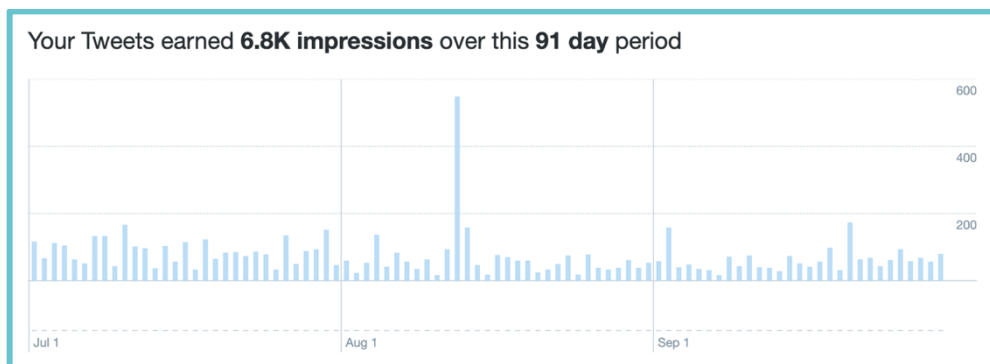 Your Tweets earned 6.8K impressions over this 91 day period
600
400
200
Jul 1
Aug 1
Sep 1